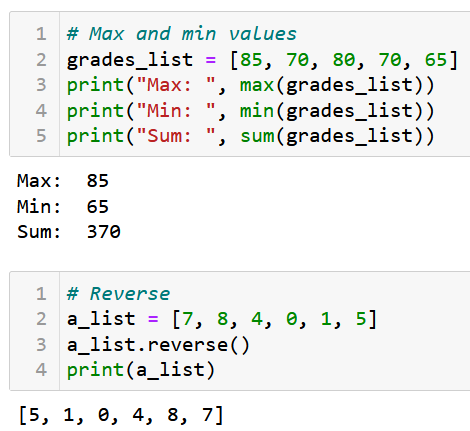 1 # Max and min values
2 grades_list = [85, 70, 80, 70, 65]
3 print("Max: ", max(grades_list))
4 print("Min: ", min(grades_list))
5 print("Sum: ", sum(grades_list))
Max:  85
Min:  65
Sum:  370
1 # Reverse
2 a_list = [7, 8, 4, 0, 1, 5]
3 a_list.reverse()
4 print(a_list)
[5, 1, 0, 4, 8, 7]